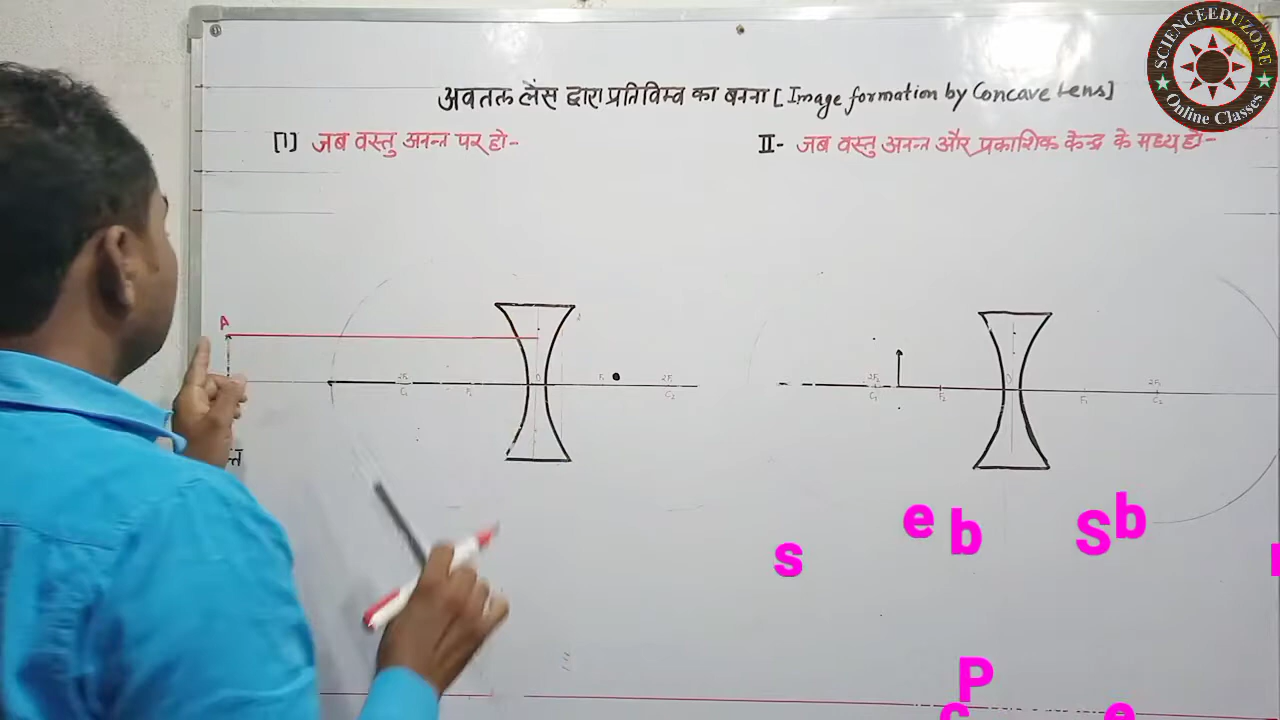 SCIENCEEDUZONE
Online Classes
अवतल लेंस द्वारा प्रतिविम्व का बनना [Image formation by Concave Lens]
[1] जब वस्तु अनन्त पर हो-
II- जब वस्तु अनन्त और प्रकाशिक केन्द्र के मध्य हो-
A
2F₁ F₁ O F₂ 2F₂
C₁ C₂
2F₂ F₂ O F₁ 2F₁
C₁ C₂
e b S b
s
P
e